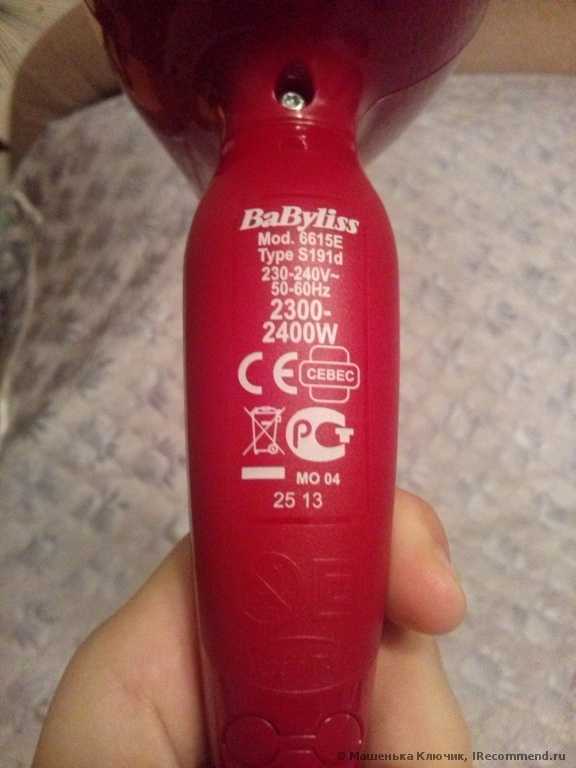 BaByliss
Mod. 6615E
Type S191d
230-240V~
50-60Hz
2300-
2400W
CE CEBEC
РСТ
MO 04
25 13
© Машенька Ключик, IRecommend.ru